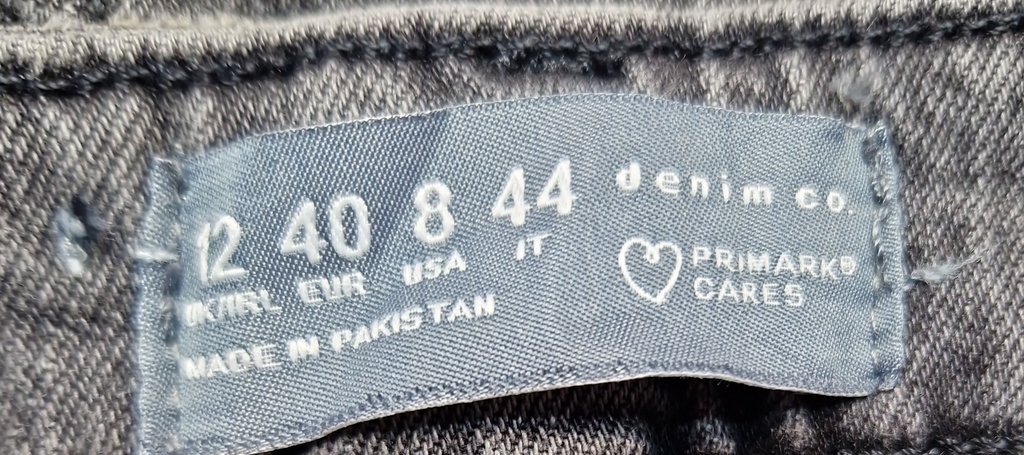 12 40 8 44
UK/IRL EUR USA IT
MADE IN PAKISTAN
denim co.
PRIMARK®
CARES